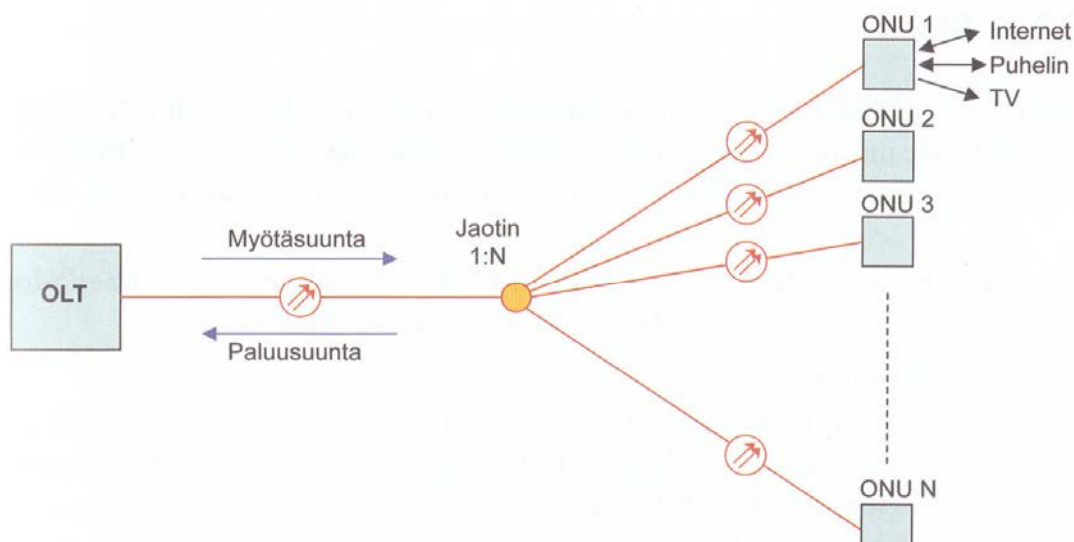 ONU 1
Internet
Puhelin
TV
ONU 2
ONU 3
Jaotin
1:N
Myötäsuunta
OLT
Paluusuunta
ONU N